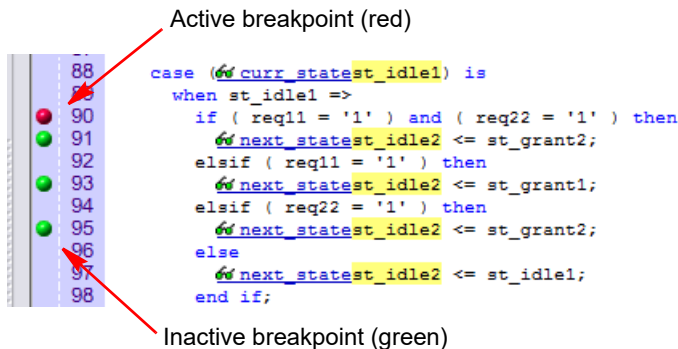 Active breakpoint (red)
88 case (curr_statest_idle1) is
89 when st_idle1 =>
90 if ( req11 = '1' ) and ( req22 = '1' ) then
91 next_statest_idle2 <= st_grant2;
92 elsif ( req11 = '1' ) then
93 next_statest_idle2 <= st_grant1;
94 elsif ( req22 = '1' ) then
95 next_statest_idle2 <= st_grant2;
96 else
97 next_statest_idle2 <= st_idle1;
98 end if;
Inactive breakpoint (green)